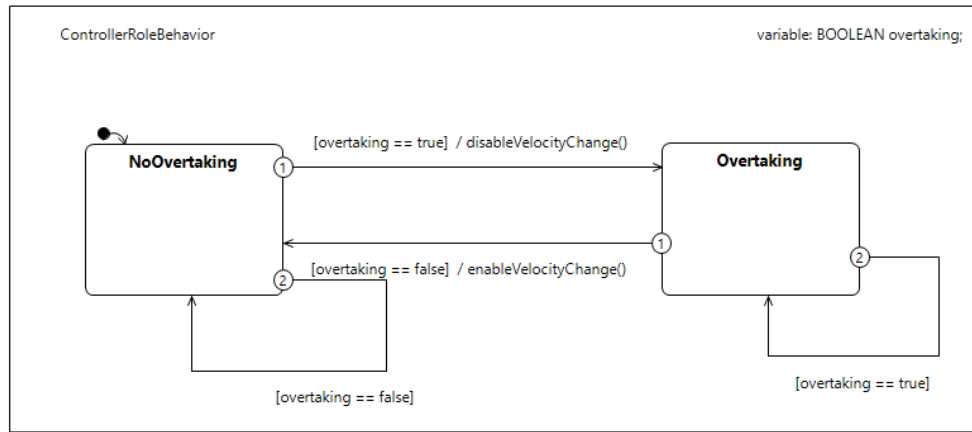 ControllerRoleBehavior
variable: BOOLEAN overtaking;
[overtaking == true] / disableVelocityChange()
NoOvertaking
1
Overtaking
1
2
[overtaking == false] / enableVelocityChange()
2
[overtaking == true]
[overtaking == false]